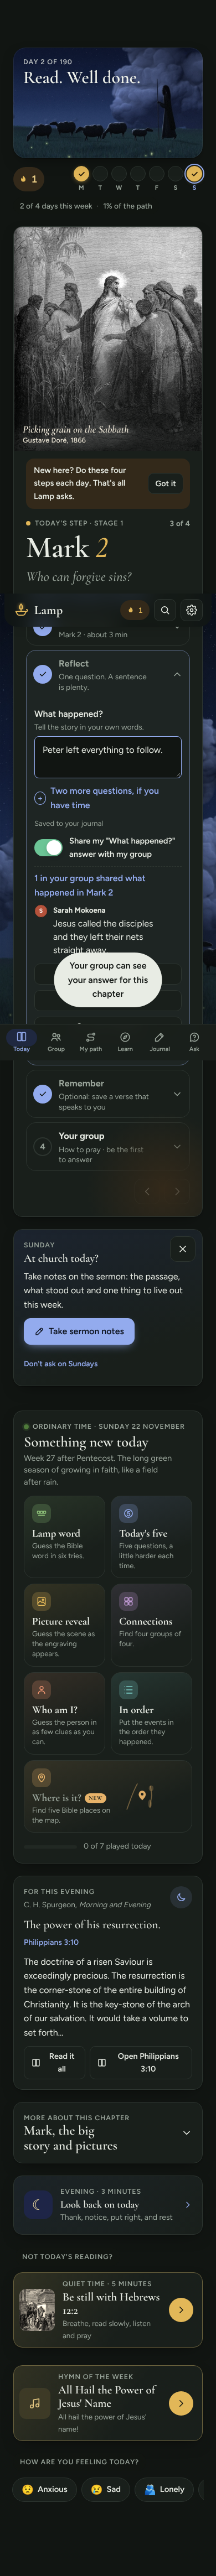 DAY 2 OF 190
Read. Well done.
1
M T W T F S S
2 of 4 days this week · 1% of the path
Picking grain on the Sabbath
Gustave Doré, 1866
New here? Do these four
steps each day. That's all
Lamp asks.
Got it
TODAY'S STEP · STAGE 1
3 of 4
Mark 2
Who can forgive sins?
Lamp
1
Mark 2 · about 3 min
Reflect
One question. A sentence
is plenty.
What happened?
Tell the story in your own words.
Peter left everything to follow.
Two more questions, if you
have time
Saved to your journal
Share my "What happened?"
answer with my group
1 in your group shared what
happened in Mark 2
S
Sarah Mokoena
Jesus called the disciples
and they left their nets
straight away
Your group can see
your answer for this
chapter
Today
Group
My path
Learn
Journal
Ask
Remember
Optional: save a verse that
speaks to you
4
Your group
How to pray · be the first
to answer
SUNDAY
At church today?
Take notes on the sermon: the passage,
what stood out and one thing to live out
this week.
Take sermon notes
Don't ask on Sundays
ORDINARY TIME · SUNDAY 22 NOVEMBER
Something new today
Week 27 after Pentecost. The long green
season of growing in faith, like a field
after rain.
Lamp word
Guess the Bible
word in six tries.
Today's five
Five questions, a
little harder each
time.
Picture reveal
Guess the scene as
the engraving
appears.
Connections
Find four groups of
four.
Who am I?
Guess the person in
as few clues as you
can.
In order
Put the events in
the order they
happened.
Where is it? NEW
Find five Bible places on
the map.
0 of 7 played today
FOR THIS EVENING
C. H. Spurgeon, Morning and Evening
The power of his resurrection.
Philippians 3:10
The doctrine of a risen Saviour is
exceedingly precious. The resurrection is
the corner-stone of the entire building of
Christianity. It is the key-stone of the arch
of our salvation. It would take a volume to
set forth…
Read it
all
Open Philippians
3:10
MORE ABOUT THIS CHAPTER
Mark, the big
story and pictures
EVENING · 3 MINUTES
Look back on today
Thank, notice, put right, and rest
NOT TODAY'S READING?
QUIET TIME · 5 MINUTES
Be still with Hebrews
12:2
Breathe, read slowly, listen
and pray
HYMN OF THE WEEK
All Hail the Power of
Jesus' Name
All hail the power of Jesus'
name!
HOW ARE YOU FEELING TODAY?
Anxious
Sad
Lonely